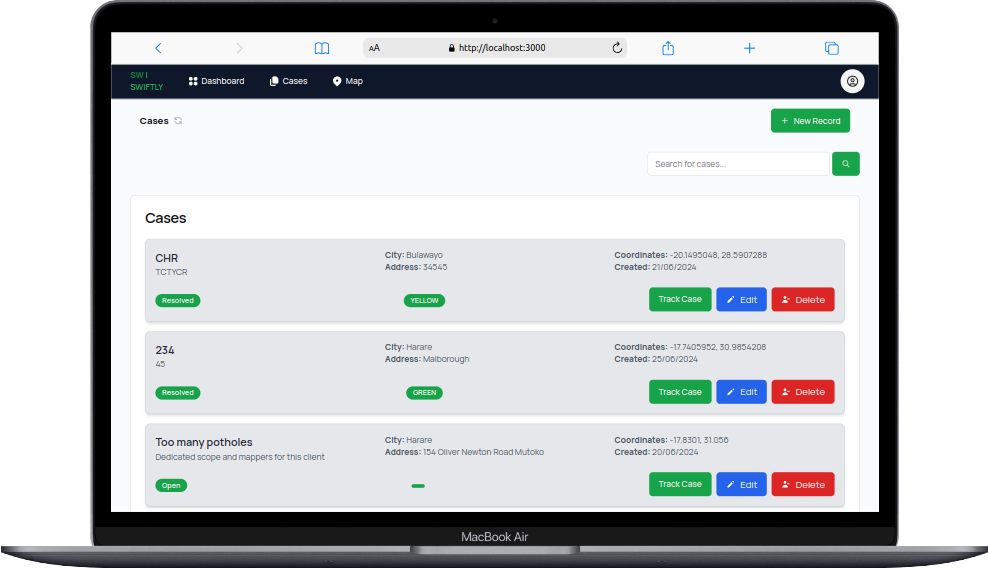 AA http://localhost:3000
SW I
SWIFTLY
Dashboard
Cases
Map
Cases
+ New Record
Search for cases...
Cases
CHR
TCTYCR
City: Bulawayo
Address: 34545
Coordinates: -20.1495048, 28.5907288
Created: 21/06/2024
Resolved
YELLOW
Track Case
Edit
Delete
234
45
City: Harare
Address: Malborough
Coordinates: -17.7405952, 30.9854208
Created: 25/06/2024
Resolved
GREEN
Track Case
Edit
Delete
Too many potholes
Dedicated scope and mappers for this client
City: Harare
Address: 154 Oliver Newton Road Mutoko
Coordinates: -17.8301, 31.056
Created: 20/06/2024
Open
Track Case
Edit
Delete
MacBook Air